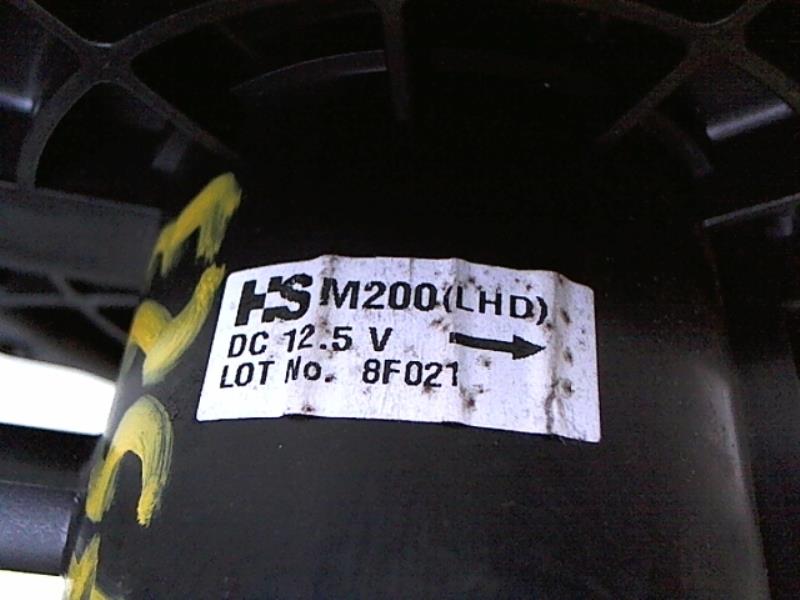 HS M200(LHD)
DC 12.5 V
LOT No. 8F021